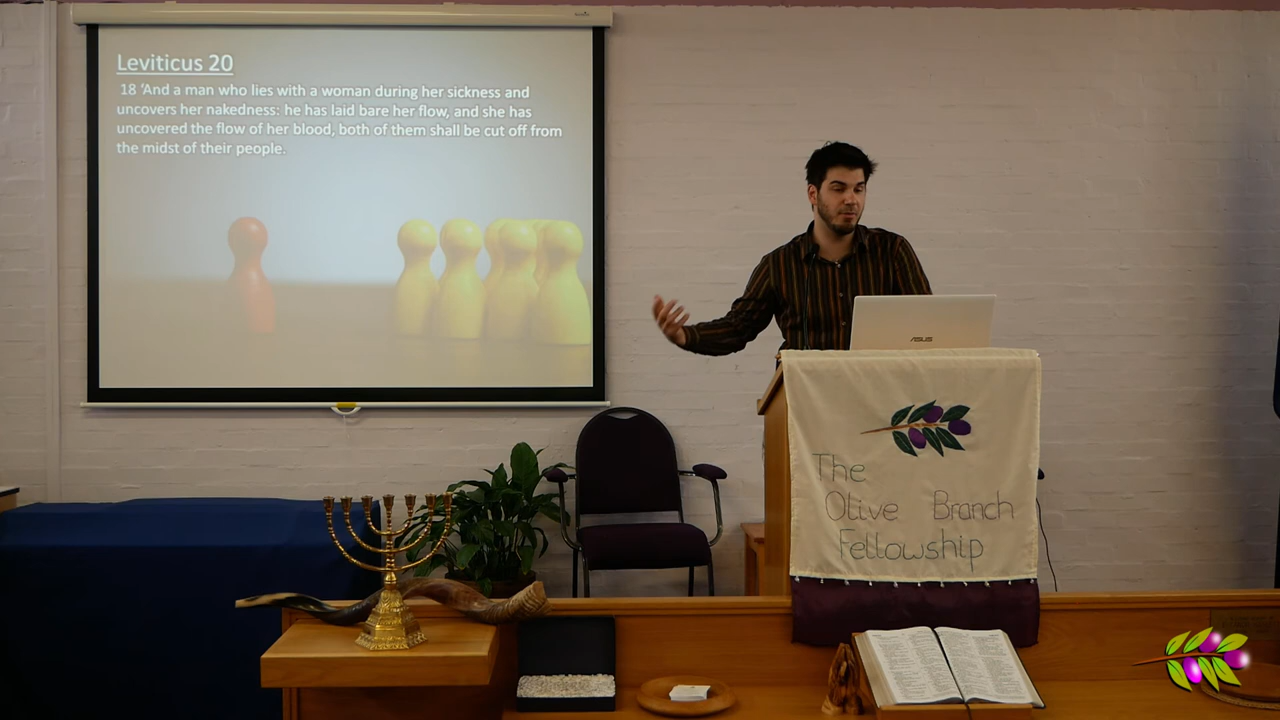 Leviticus 20
18 'And a man who lies with a woman during her sickness and
uncovers her nakedness: he has laid bare her flow, and she has
uncovered the flow of her blood, both of them shall be cut off from
the midst of their people.
ASUS
The
Olive Branch
Fellowship